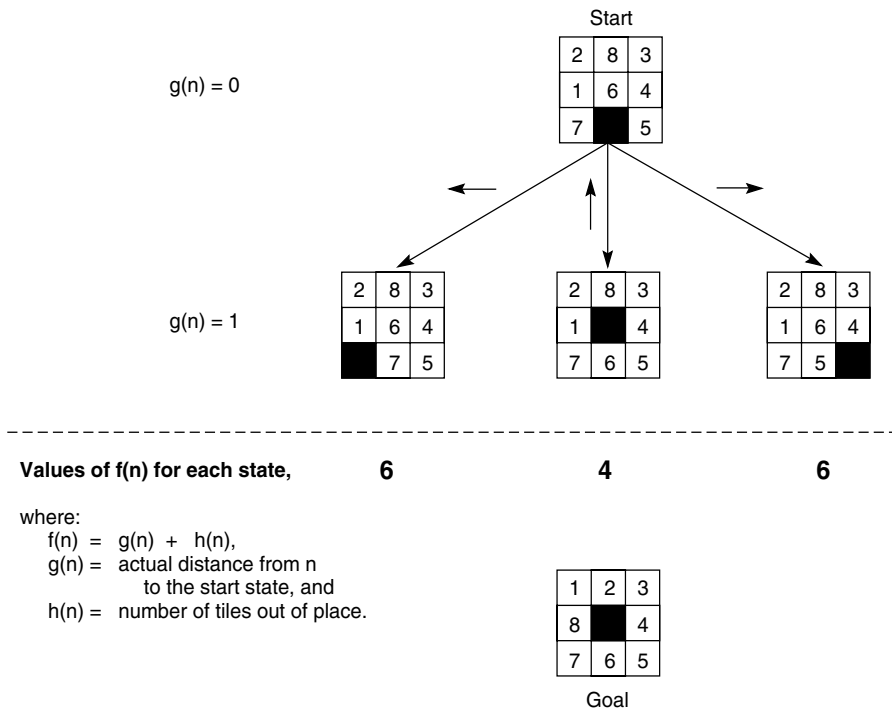 Start
2 8 3
g(n) = 0
1 6 4
7 5
2 8 3 2 8 3 2 8 3
g(n) = 1
1 6 4 1 4 1 6 4
7 5 7 6 5 7 5
Values of f(n) for each state, 6 4 6
where:
f(n) = g(n) + h(n),
g(n) = actual distance from n
to the start state, and
h(n) = number of tiles out of place.
1 2 3
8 4
7 6 5
Goal